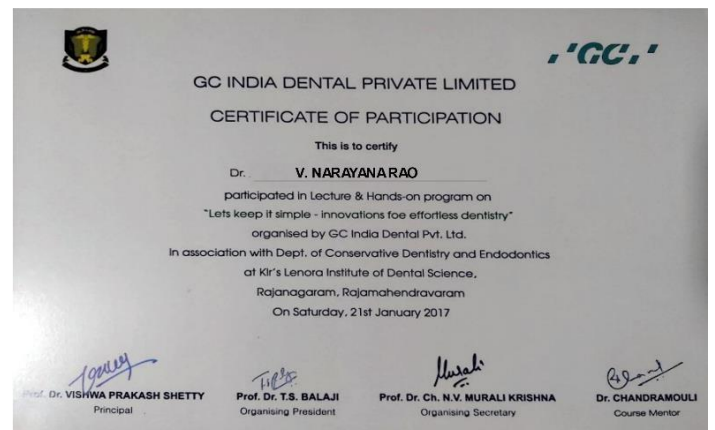 'GC,'
GC INDIA DENTAL PRIVATE LIMITED
CERTIFICATE OF PARTICIPATION
This is to certify
Dr. V. NARAYANA RAO
participated in Lecture & Hands-on program on
"Lets keep it simple - innovations foe effortless dentistry"
organised by GC India Dental Pvt. Ltd.
in association with Dept. of Conservative Dentistry and Endodontics
at Kir's Lenora Institute of Dental Science,
Rajanagaram, Rajamahendravaram
On Saturday, 21st January 2017
Murali
Prof. Dr. VISHWA PRAKASH SHETTY Prof. Dr. T.S. BALAJI Prof. Dr. Ch. N.V. MURALI KRISHNA Dr. CHANDRAMOULI
Principal Organising President Organising Secretary Course Mentor